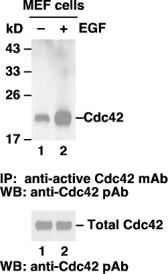 MEF cells
kD − + EGF
43
33
26
Cdc42
17
1 2
IP: anti-active Cdc42 mAb
WB: anti-Cdc42 pAb
Total Cdc42
1 2
WB: anti-Cdc42 pAb